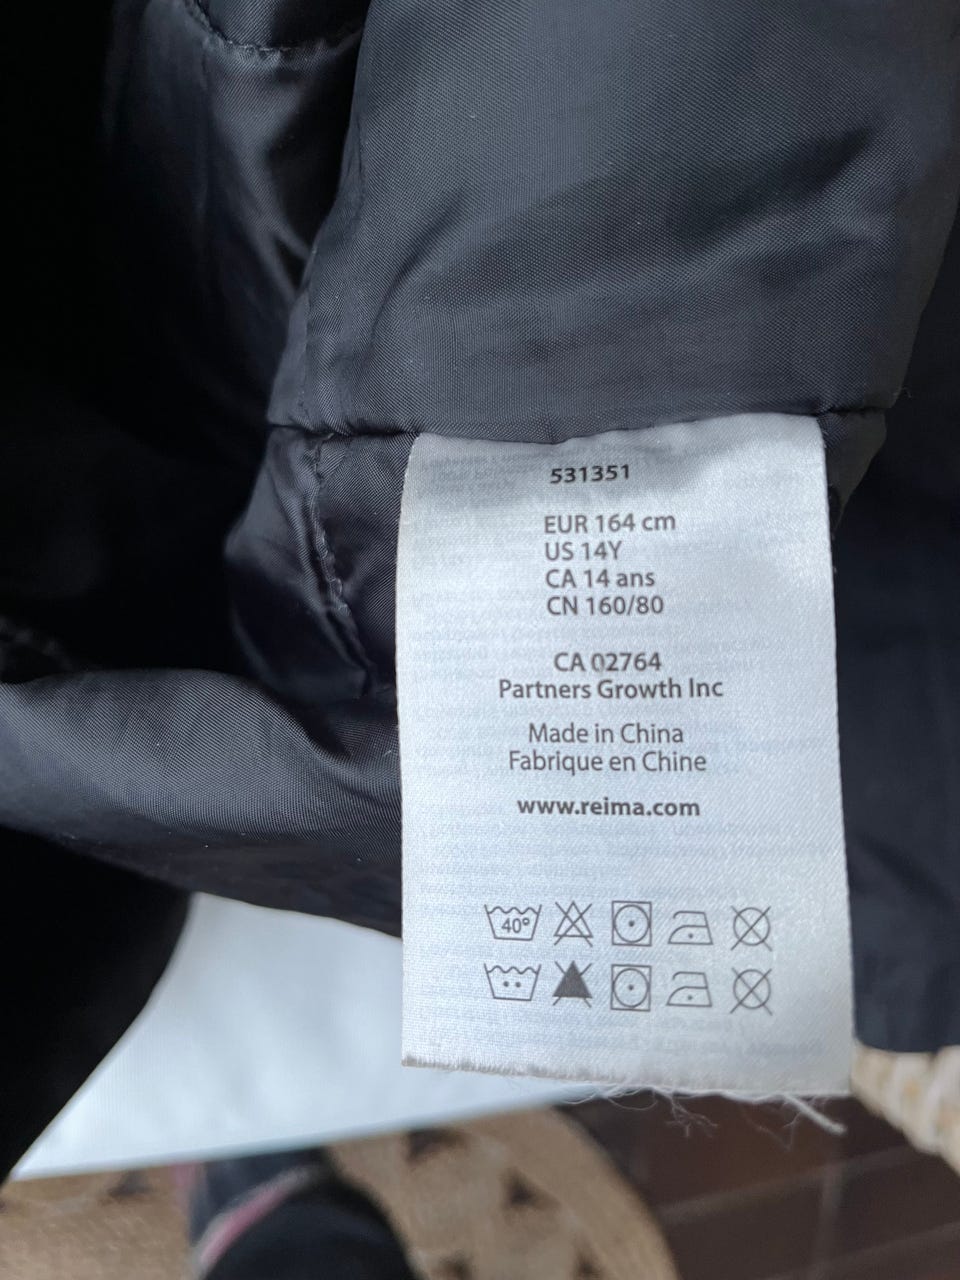 531351
EUR 164 cm
US 14Y
CA 14 ans
CN 160/80
CA 02764
Partners Growth Inc
Made in China
Fabrique en Chine
www.reima.com
40°